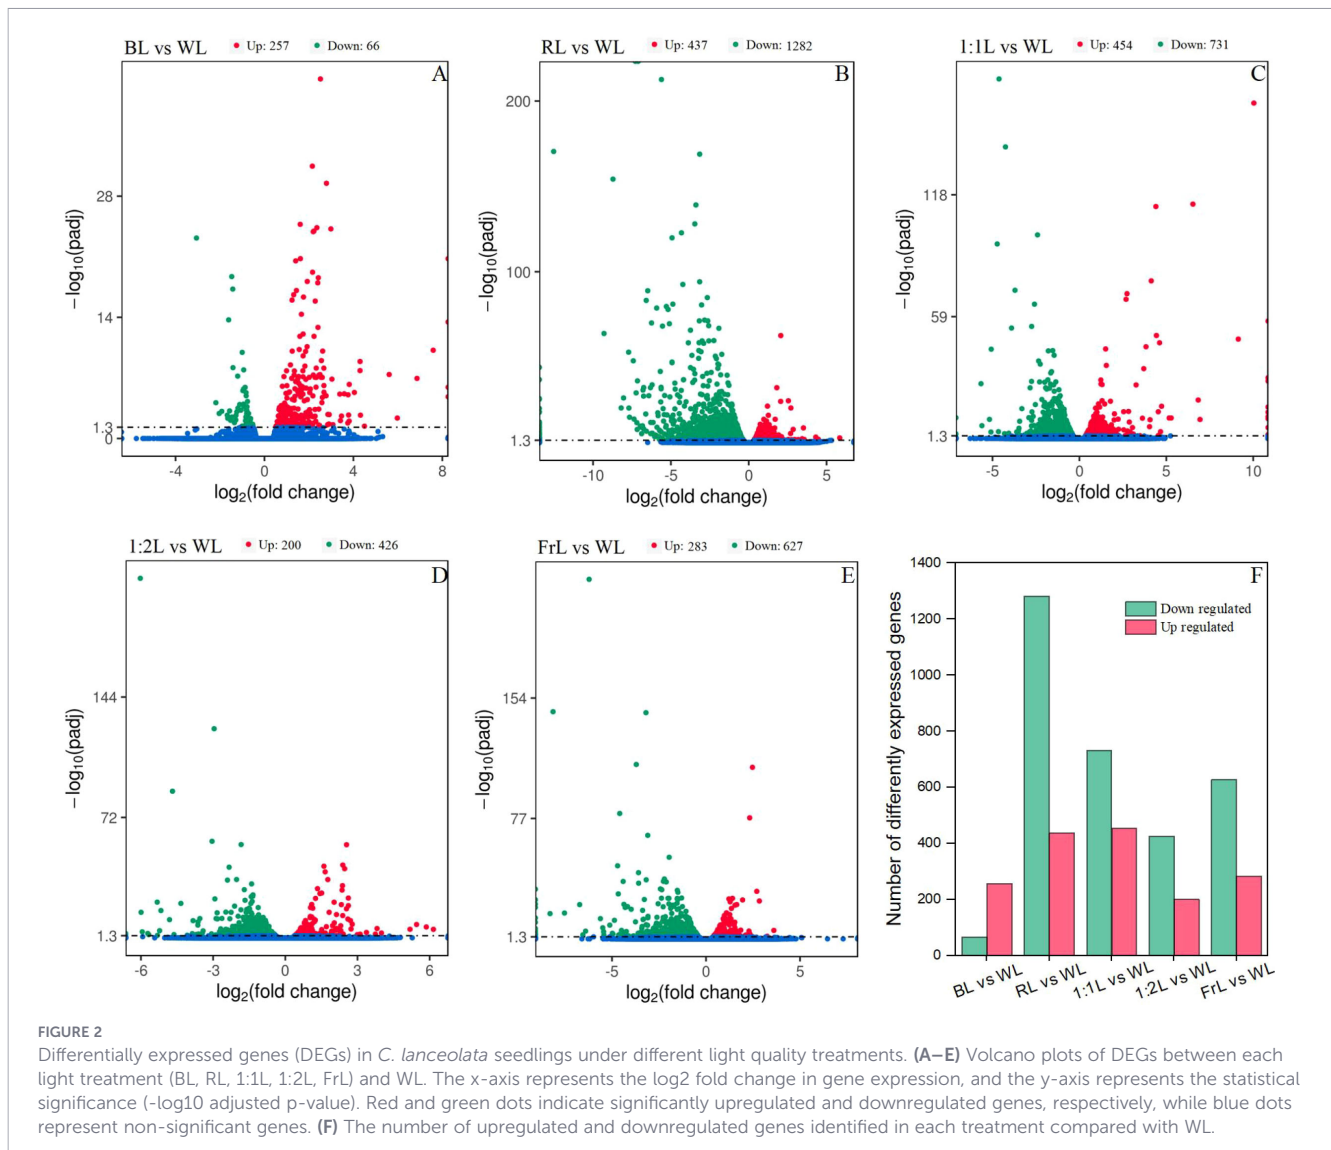 BL vs WL Up: 257 Down: 66
A
28
14
1.3
0
-4 0 4 8
−log10(padj)
log2(fold change)
RL vs WL Up: 437 Down: 1282
B
200
100
1.3
-10 -5 0 5
−log10(padj)
log2(fold change)
1:1L vs WL Up: 454 Down: 731
C
118
59
1.3
-5 0 5 10
−log10(padj)
log2(fold change)
1:2L vs WL Up: 200 Down: 426
D
144
72
1.3
-6 -3 0 3 6
−log10(padj)
log2(fold change)
FrL vs WL Up: 283 Down: 627
E
154
77
1.3
-5 0 5
−log10(padj)
log2(fold change)
F
Down regulated
Up regulated
1400
1200
1000
800
600
400
200
0
Number of differently expressed genes
BL vs WL RL vs WL 1:1L vs WL 1:2L vs WL FrL vs WL
FIGURE 2
Differentially expressed genes (DEGs) in C. lanceolata seedlings under different light quality treatments. (A–E) Volcano plots of DEGs between each
light treatment (BL, RL, 1:1L, 1:2L, FrL) and WL. The x-axis represents the log2 fold change in gene expression, and the y-axis represents the statistical
significance (-log10 adjusted p-value). Red and green dots indicate significantly upregulated and downregulated genes, respectively, while blue dots
represent non-significant genes. (F) The number of upregulated and downregulated genes identified in each treatment compared with WL.